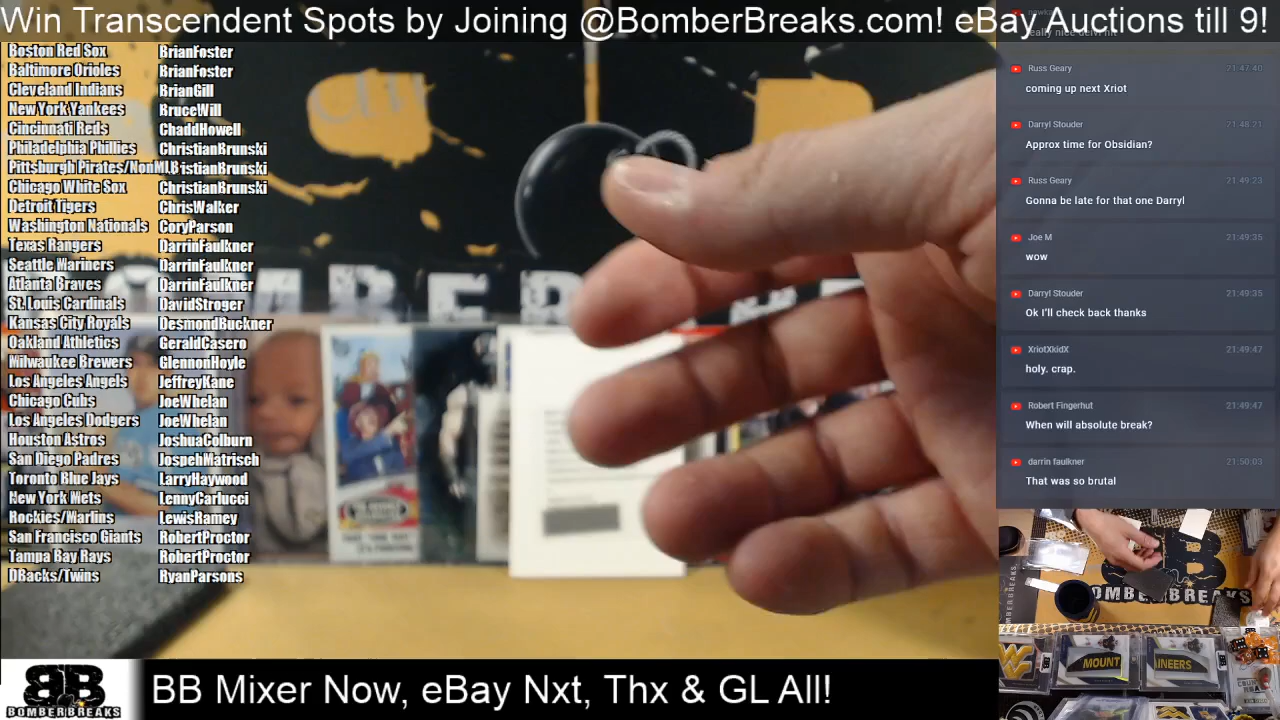 Win Transcendent Spots by Joining @BomberBreaks.com! eBay Auctions till 9!
Boston Red Sox BrianFoster
Baltimore Orioles BrianFoster
Cleveland Indians BrianGill
New York Yankees BruceWill
Cincinnati Reds ChaddHowell
Philadelphia Phillies ChristianBrunski
Pittsburgh Pirates/NonMLB ChristianBrunski
Chicago White Sox ChristianBrunski
Detroit Tigers ChrisWalker
Washington Nationals CoryParson
Texas Rangers DarrinFaulkner
Seattle Mariners DarrinFaulkner
Atlanta Braves DarrinFaulkner
St. Louis Cardinals DavidStroger
Kansas City Royals DesmondBuckner
Oakland Athletics GeraldCasero
Milwaukee Brewers GlennonHoyle
Los Angeles Angels JeffreyKane
Chicago Cubs JoeWhelan
Los Angeles Dodgers JoeWhelan
Houston Astros JoshuaColburn
San Diego Padres JospehMatrisch
Toronto Blue Jays LarryHaywood
New York Mets LennyCarlucci
Rockies/Marlins LewisRamey
San Francisco Giants RobertProctor
Tampa Bay Rays RobertProctor
DBacks/Twins RyanParsons
Russ Geary 21:47:40
coming up next Xriot
Darryl Stouder 21:48:21
Approx time for Obsidian?
Russ Geary 21:49:23
Gonna be late for that one Darryl
Joe M 21:49:35
wow
Darryl Stouder 21:49:35
Ok I'll check back thanks
XriotXkidX 21:49:47
holy. crap.
Robert Fingerhut 21:49:47
When will absolute break?
darrin faulkner 21:50:03
That was so brutal
BOMBERBREAKS
MOUNT
AINEERS
BB
BOMBERBREAKS
BB Mixer Now, eBay Nxt, Thx & GL All!